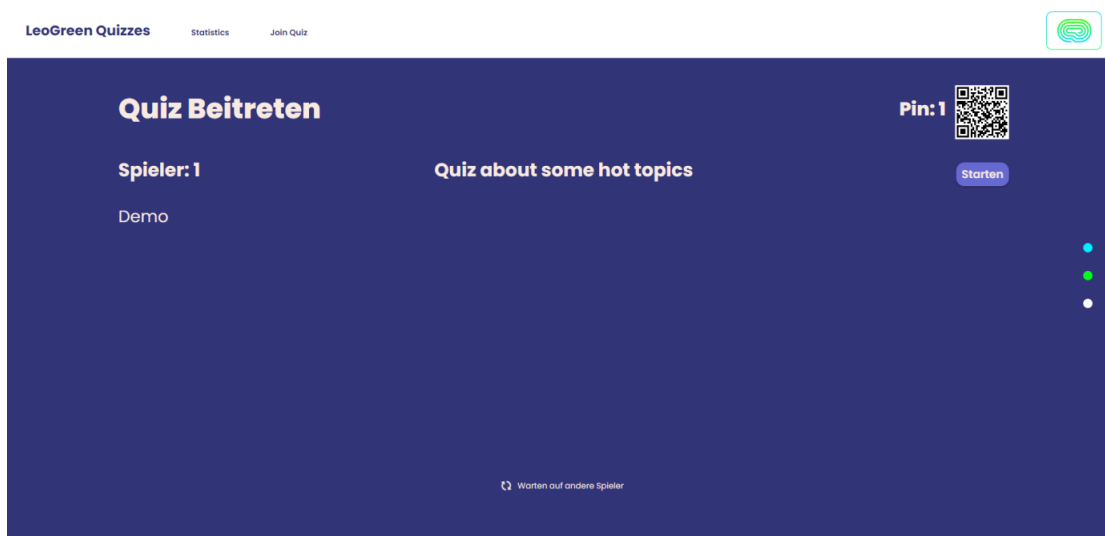 LeoGreen Quizzes Statistics Join Quiz
Quiz Beitreten Pin: 1
Spieler: 1 Quiz about some hot topics Starten
Demo
Warten auf andere Spieler